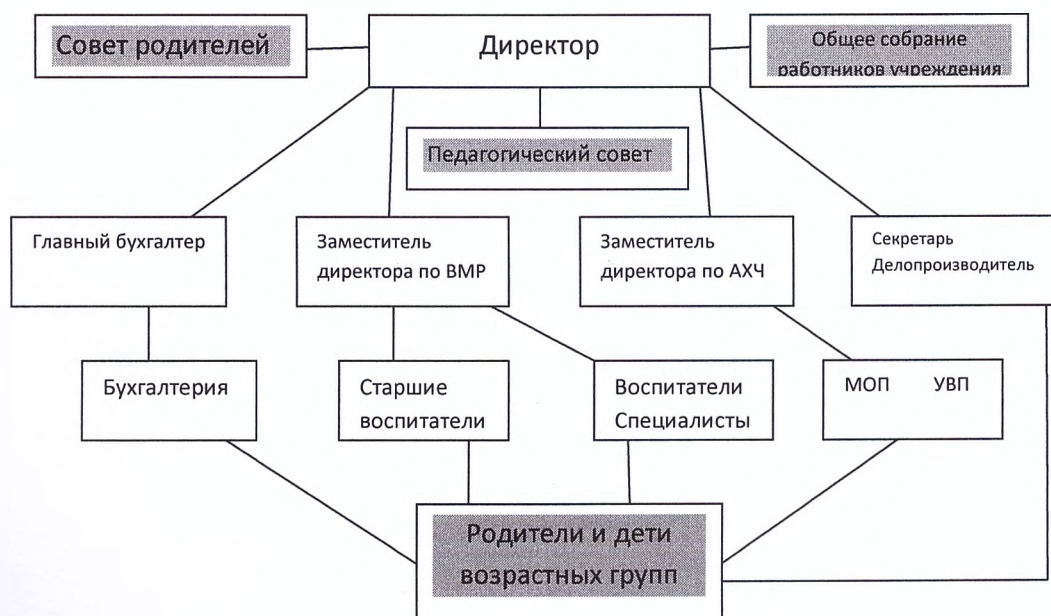 Совет родителей
Директор
Общее собрание
работников учреждения
Педагогический совет
Главный бухгалтер
Заместитель
директора по ВМР
Заместитель
директора по АХЧ
Секретарь
Делопроизводитель
Бухгалтерия
Старшие
воспитатели
Воспитатели
Специалисты
МОП УВП
Родители и дети
возрастных групп